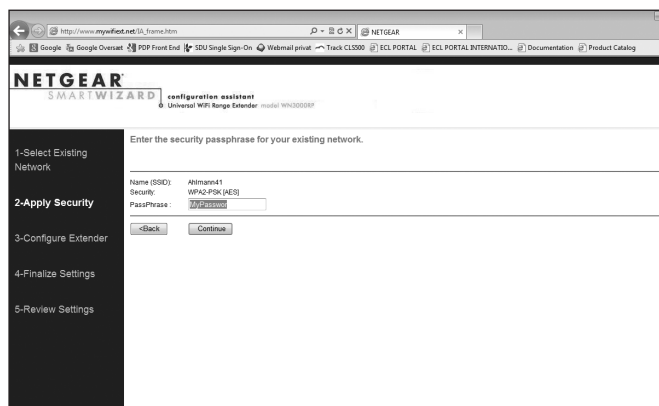 http://www.mywifiext.net/IA_frame.htm
NETGEAR
Google
Google Oversæt
PDP Front End
SDU Single Sign-On
Webmail privat
Track CLS500
ECL PORTAL
ECL PORTAL INTERNATIO...
Documentation
Product Catalog
NETGEAR
SMARTWIZARD configuration assistant
Universal WiFi Range Extender model WN3000RP
1-Select Existing
Network
2-Apply Security
3-Configure Extender
4-Finalize Settings
5-Review Settings
Enter the security passphrase for your existing network.
Name (SSID): Ahlmann41
Security: WPA2-PSK [AES]
PassPhrase : MyPasswor
<Back Continue